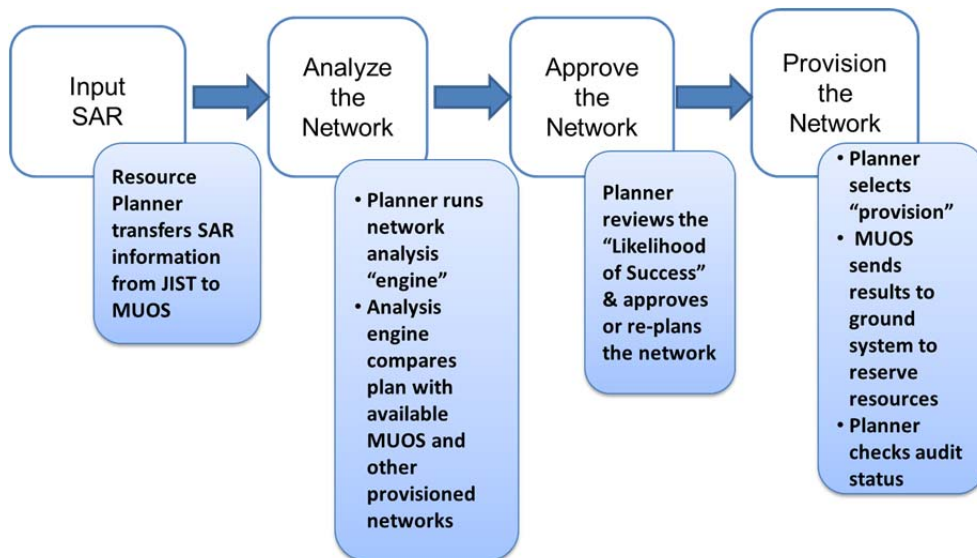 Input
SAR
Resource
Planner
transfers SAR
information
from JIST to
MUOS
Analyze
the
Network
• Planner runs
network
analysis
“engine”
• Analysis
engine
compares
plan with
available
MUOS and
other
provisioned
networks
Approve
the
Network
Planner
reviews the
“Likelihood
of Success”
& approves
or re-plans
the network
Provision
the
Network
• Planner
selects
“provision”
• MUOS
sends
results to
ground
system to
reserve
resources
• Planner
checks audit
status